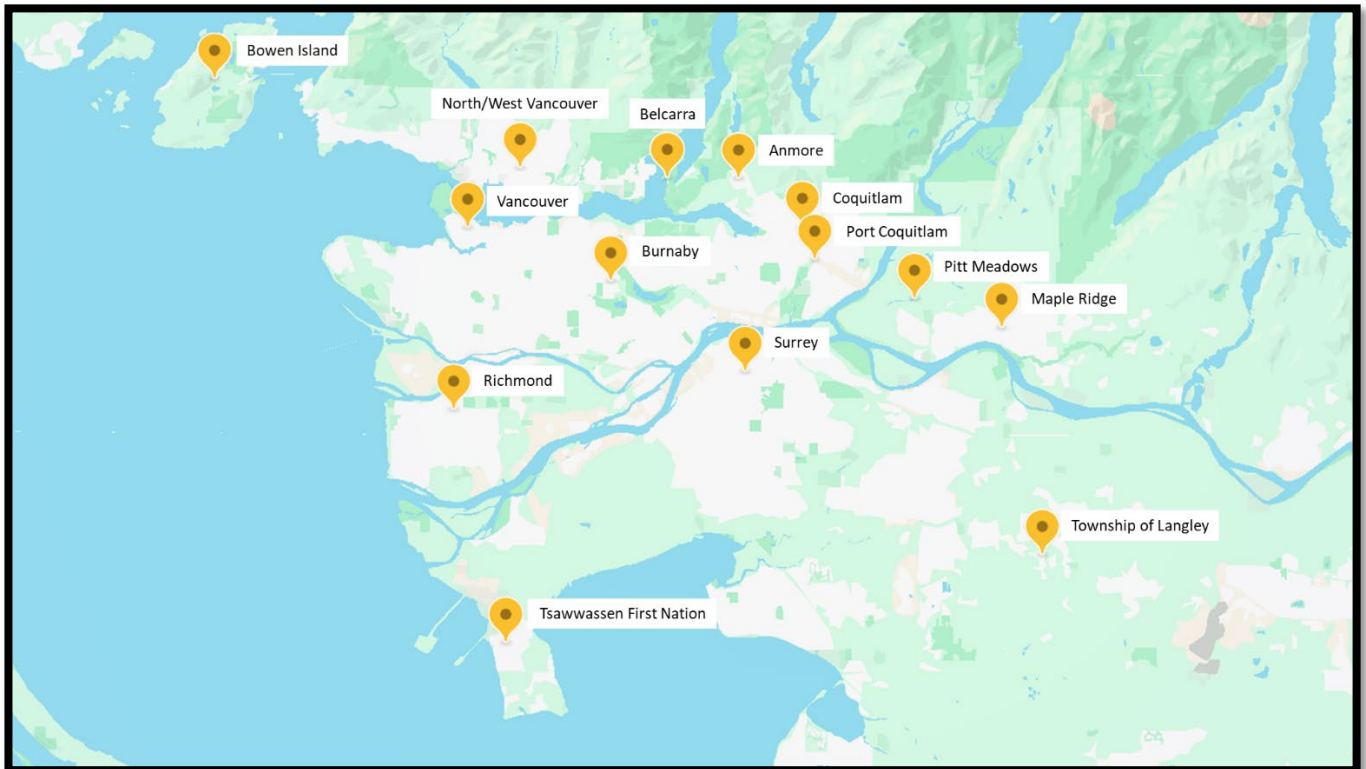 Bowen Island
North/West Vancouver
Belcarra
Anmore
Vancouver
Coquitlam
Port Coquitlam
Burnaby
Pitt Meadows
Maple Ridge
Surrey
Richmond
Township of Langley
Tsawwassen First Nation